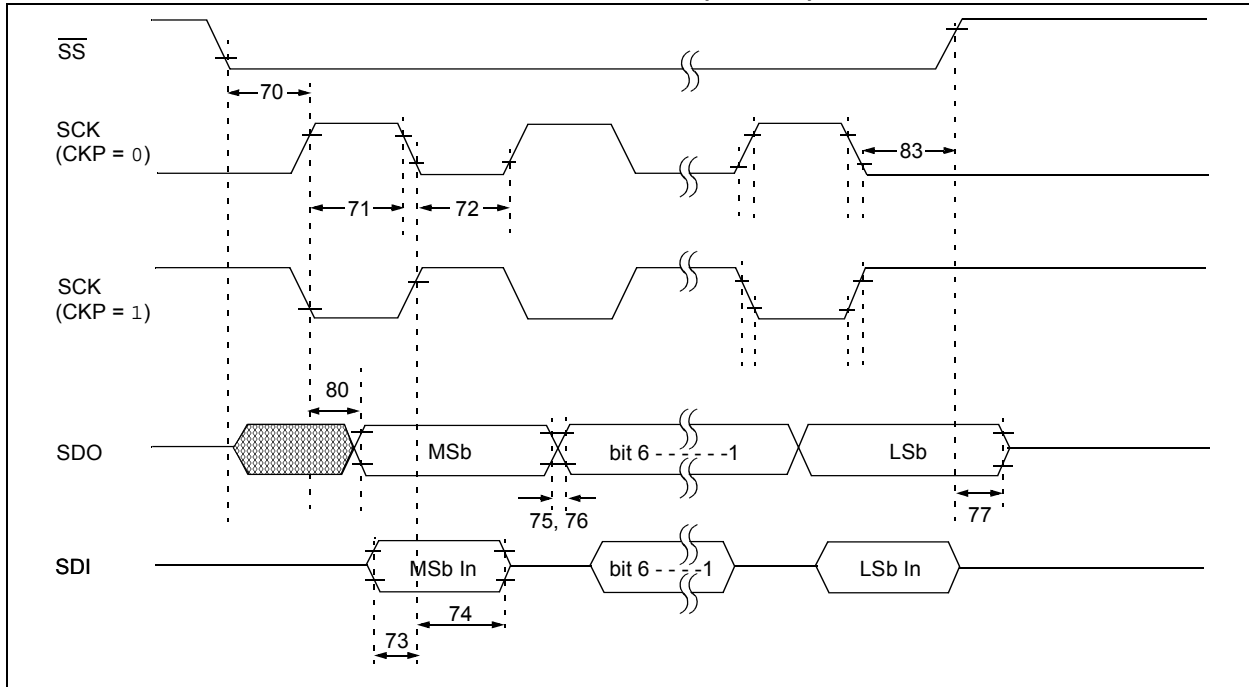 SS
70
SCK
(CKP = 0)
83
71
72
SCK
(CKP = 1)
80
SDO
MSb
bit 6 - - - - - -1
LSb
75, 76
77
SDI
MSb In
bit 6 - - - - -1
LSb In
74
73